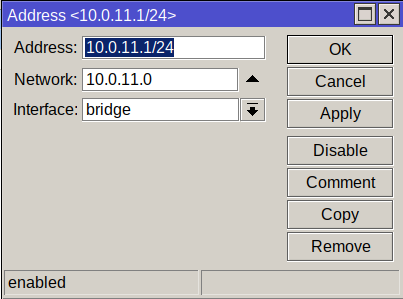 Address <10.0.11.1/24>
Address: 10.0.11.1/24
Network: 10.0.11.0
Interface: bridge
OK
Cancel
Apply
Disable
Comment
Copy
Remove
enabled